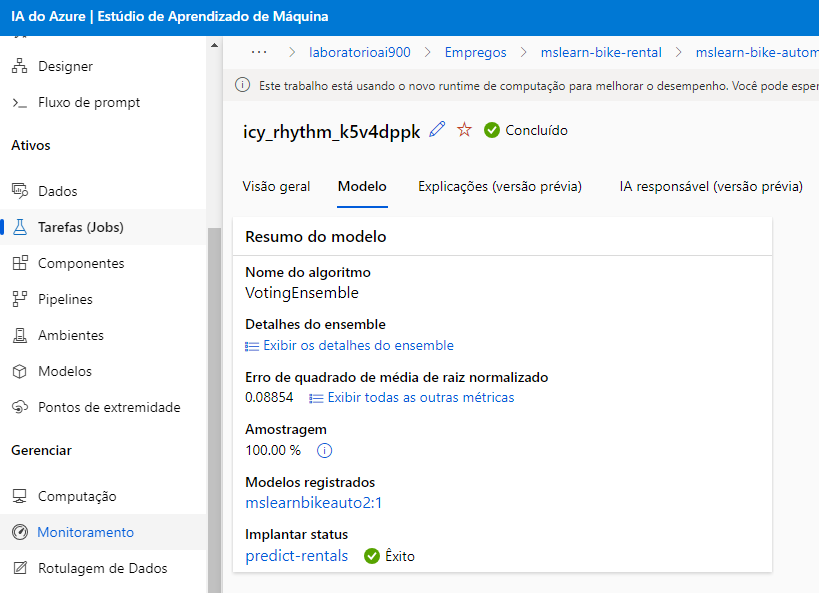 IA do Azure | Estúdio de Aprendizado de Máquina
Designer
Fluxo de prompt
Ativos
Dados
Tarefas (Jobs)
Componentes
Pipelines
Ambientes
Modelos
Pontos de extremidade
Gerenciar
Computação
Monitoramento
Rotulagem de Dados
··· > laboratorioai900 > Empregos > mslearn-bike-rental > mslearn-bike-autom
Este trabalho está usando o novo runtime de computação para melhorar o desempenho. Você pode esper
icy_rhythm_k5v4dppk Concluído
Visão geral Modelo Explicações (versão prévia) IA responsável (versão prévia)
Resumo do modelo
Nome do algoritmo
VotingEnsemble
Detalhes do ensemble
Exibir os detalhes do ensemble
Erro de quadrado de média de raiz normalizado
0.08854 Exibir todas as outras métricas
Amostragem
100.00 %
Modelos registrados
mslearnbikeauto2:1
Implantar status
predict-rentals Êxito